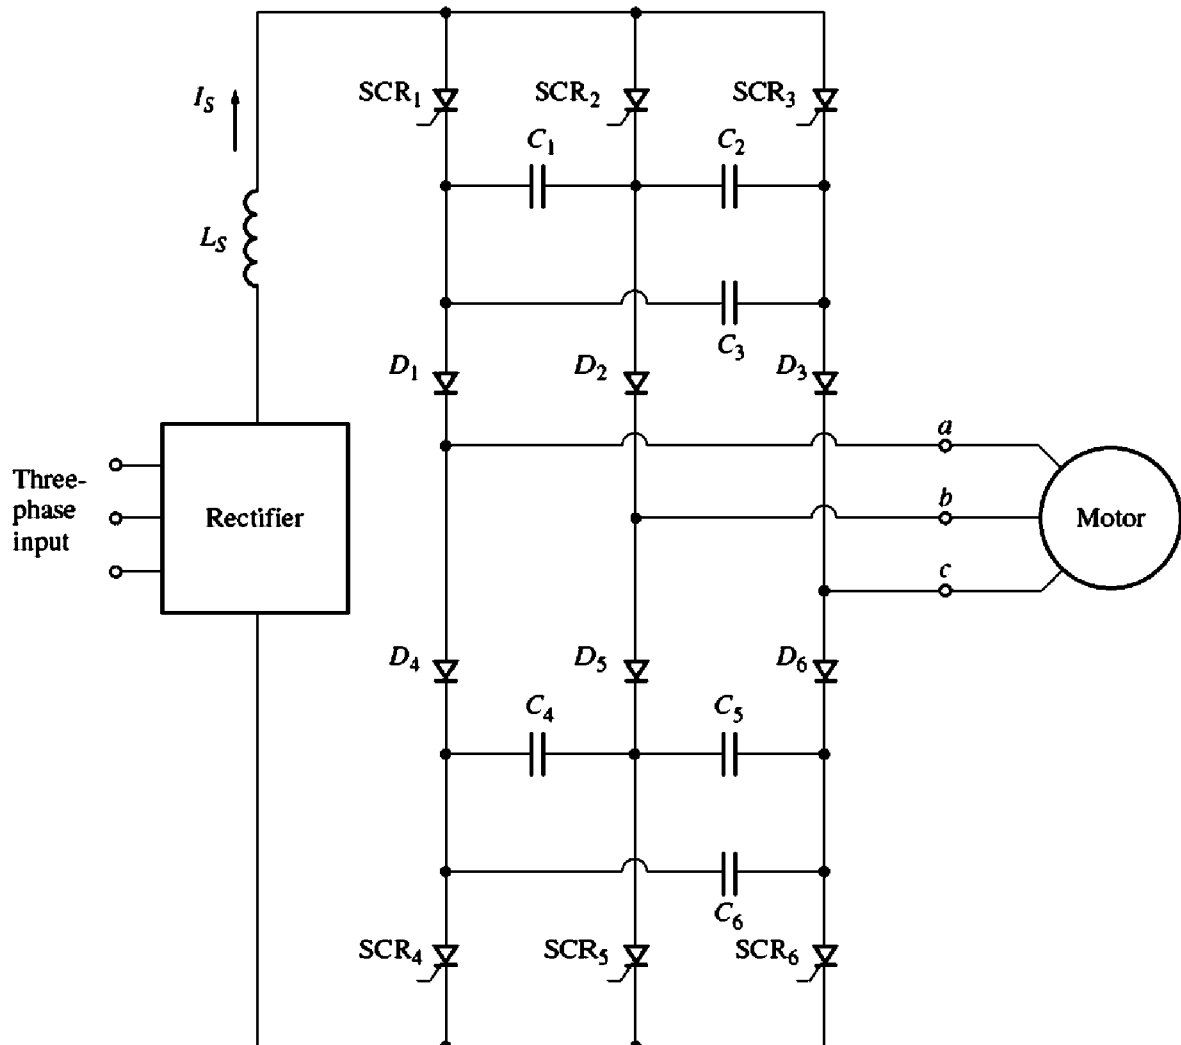 SCR₁
SCR₂
SCR₃
I_S
C₁
C₂
L_S
C₃
D₁
D₂
D₃
a
Three-
phase
input
Rectifier
b
Motor
c
D₄
D₅
D₆
C₄
C₅
C₆
SCR₄
SCR₅
SCR₆